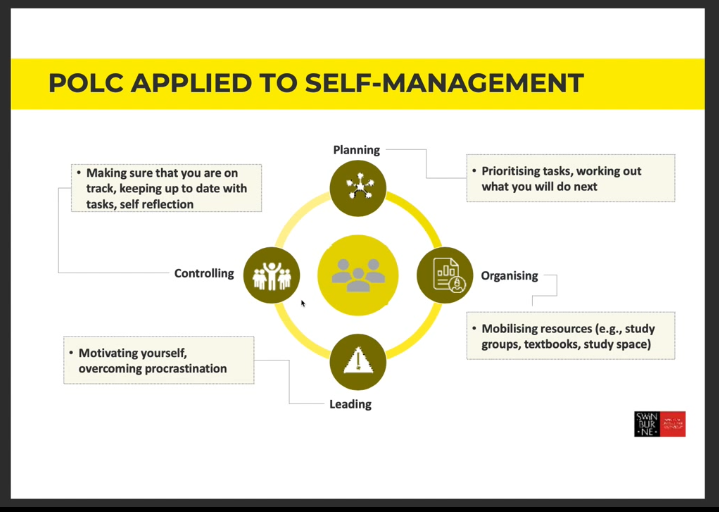 POLC APPLIED TO SELF-MANAGEMENT
Planning
• Prioritising tasks, working out
what you will do next
Organising
• Mobilising resources (e.g., study
groups, textbooks, study space)
Leading
• Motivating yourself,
overcoming procrastination
Controlling
• Making sure that you are on
track, keeping up to date with
tasks, self reflection
SWIN
BUR
NE